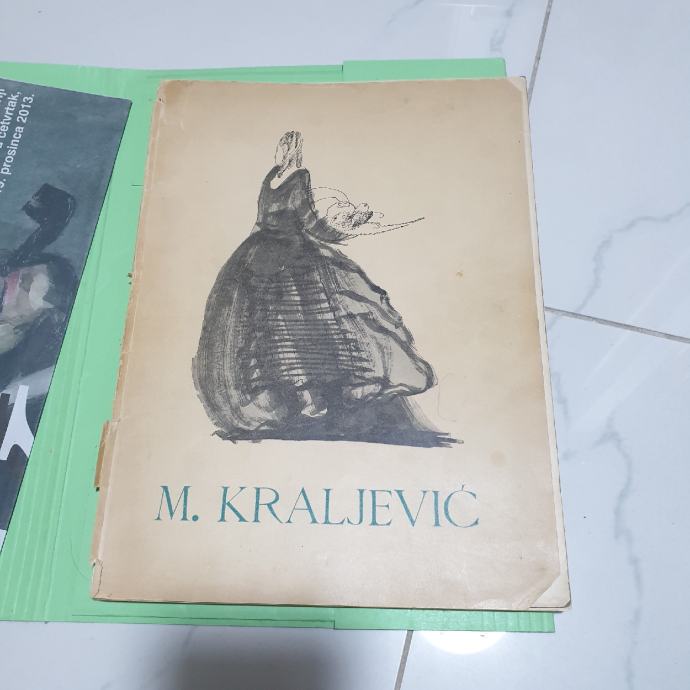 četvrtak,
prosinca 2013.
M. KRALJEVIĆ